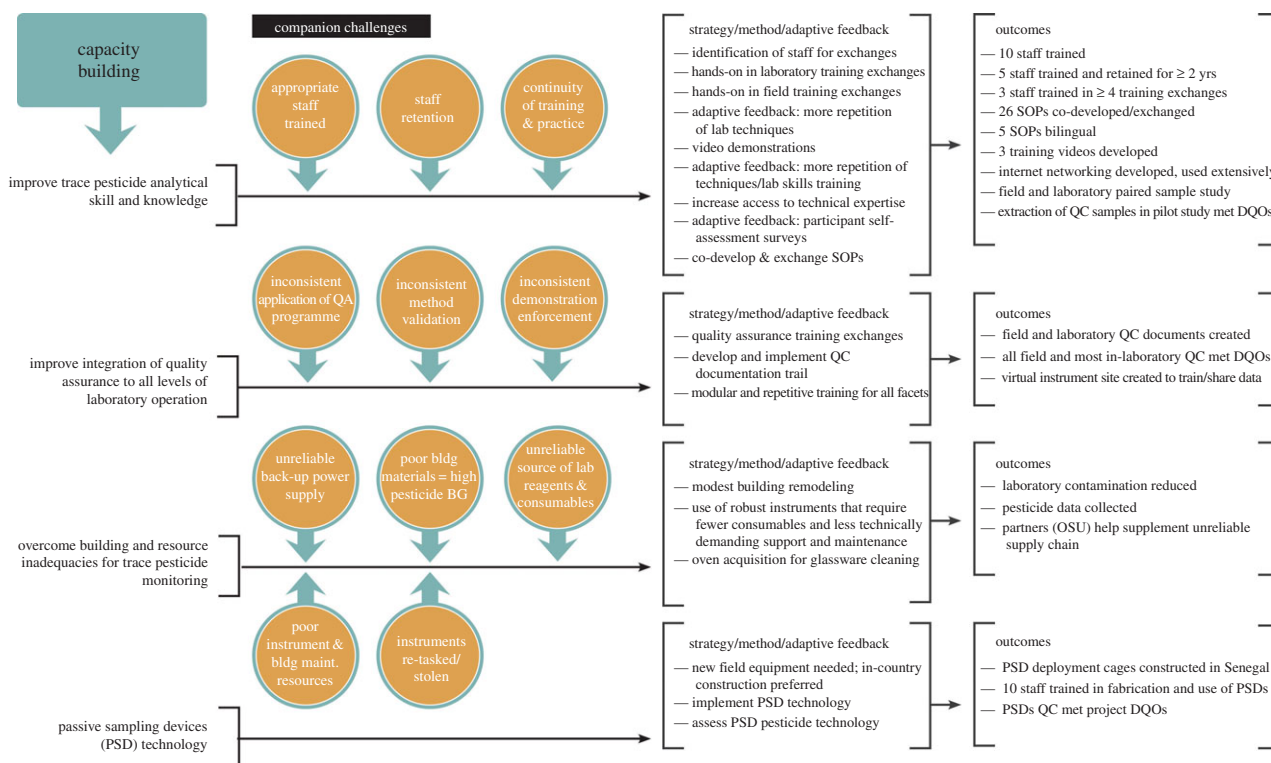 capacity
building
companion challenges
appropriate
staff
trained
staff
retention
continuity
of training
& practice
improve trace pesticide analytical
skill and knowledge
strategy/method/adaptive feedback
— identification of staff for exchanges
— hands-on in laboratory training exchanges
— hands-on in field training exchanges
— adaptive feedback: more repetition
of lab techniques
— video demonstrations
— adaptive feedback: more repetition of
techniques/lab skills training
— increase access to technical expertise
— adaptive feedback: participant self-
assessment surveys
— co-develop & exchange SOPs
outcomes
— 10 staff trained
— 5 staff trained and retained for ≥ 2 yrs
— 3 staff trained in ≥ 4 training exchanges
— 26 SOPs co-developed/exchanged
— 5 SOPs bilingual
— 3 training videos developed
— internet networking developed, used extensively
— field and laboratory paired sample study
— extraction of QC samples in pilot study met DQOs
inconsistent
application of QA
programme
inconsistent
method
validation
inconsistent
demonstration
enforcement
improve integration of quality
assurance to all levels of
laboratory operation
strategy/method/adaptive feedback
— quality assurance training exchanges
— develop and implement QC
documentation trail
— modular and repetitive training for all facets
outcomes
— field and laboratory QC documents created
— all field and most in-laboratory QC met DQOs
— virtual instrument site created to train/share data
unreliable
back-up power
supply
poor bldg
materials = high
pesticide BG
unreliable
source of lab
reagents &
consumables
overcome building and resource
inadequacies for trace pesticide
monitoring
poor
instrument &
bldg maint.
resources
instruments
re-tasked/
stolen
strategy/method/adaptive feedback
— modest building remodeling
— use of robust instruments that require
fewer consumables and less technically
demanding support and maintenance
— oven acquisition for glassware cleaning
outcomes
— laboratory contamination reduced
— pesticide data collected
— partners (OSU) help supplement unreliable
supply chain
passive sampling devices
(PSD) technology
strategy/method/adaptive feedback
— new field equipment needed; in-country
construction preferred
— implement PSD technology
— assess PSD pesticide technology
outcomes
— PSD deployment cages constructed in Senegal
— 10 staff trained in fabrication and use of PSDs
— PSDs QC met project DQOs